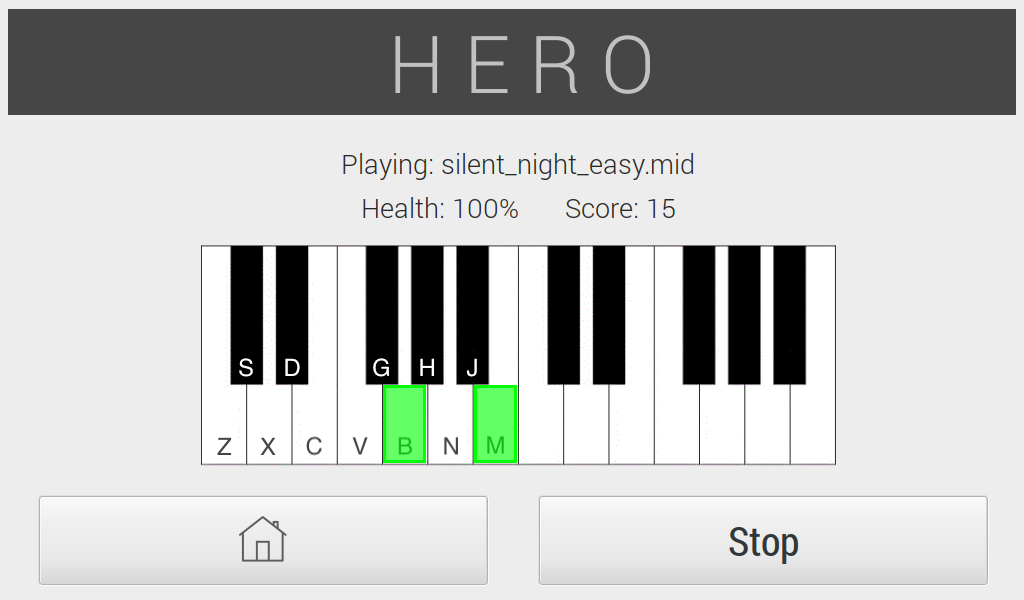 HERO
Playing: silent_night_easy.mid
Health: 100% Score: 15
S D G H J
Z X C V B N M
Stop